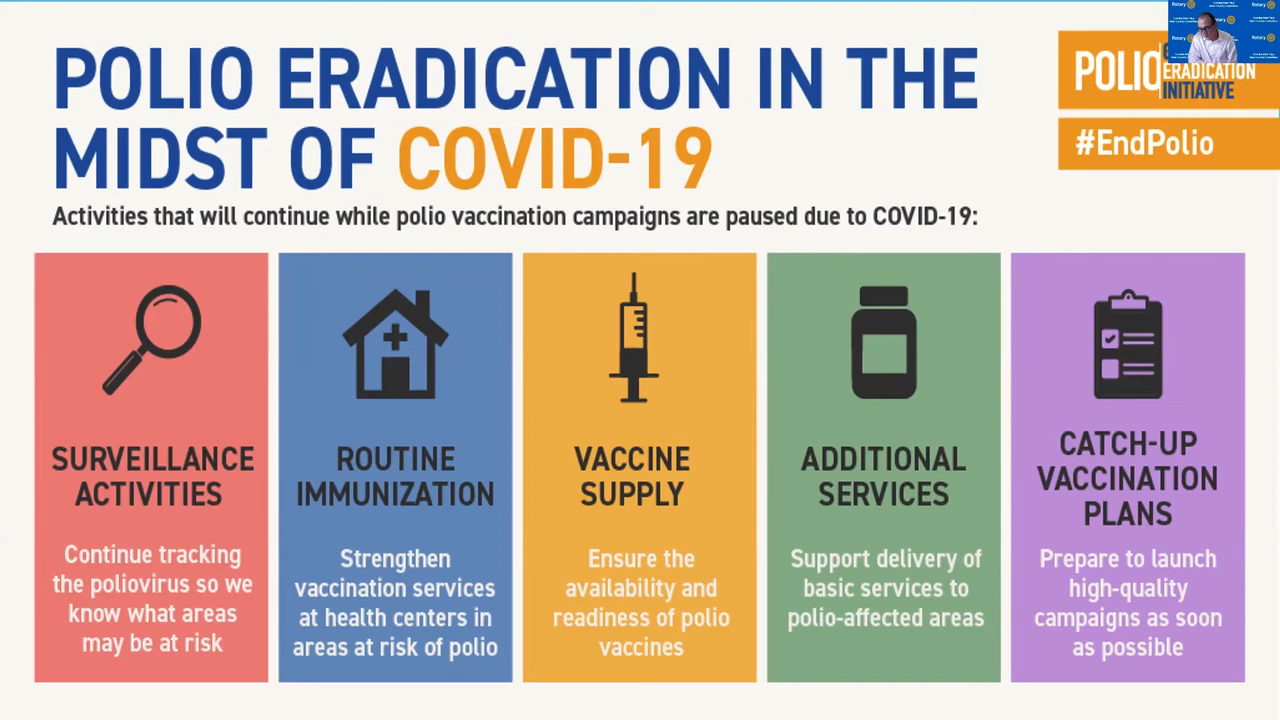 POLIO ERADICATION IN THE
MIDST OF COVID-19
Activities that will continue while polio vaccination campaigns are paused due to COVID-19:
POLIO
ERADICATION
INITIATIVE
#EndPolio
Rotary
Rotary
Rotary
Rotary
SURVEILLANCE
ACTIVITIES
Continue tracking
the poliovirus so we
know what areas
may be at risk
ROUTINE
IMMUNIZATION
Strengthen
vaccination services
at health centers in
areas at risk of polio
VACCINE
SUPPLY
Ensure the
availability and
readiness of polio
vaccines
ADDITIONAL
SERVICES
Support delivery of
basic services to
polio-affected areas
CATCH-UP
VACCINATION
PLANS
Prepare to launch
high-quality
campaigns as soon
as possible